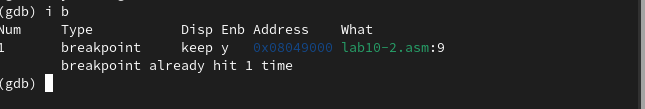 (gdb) i b
Num     Type           Disp Enb Address    What
1       breakpoint     keep y   0x08049000 lab10-2.asm:9
        breakpoint already hit 1 time
(gdb)